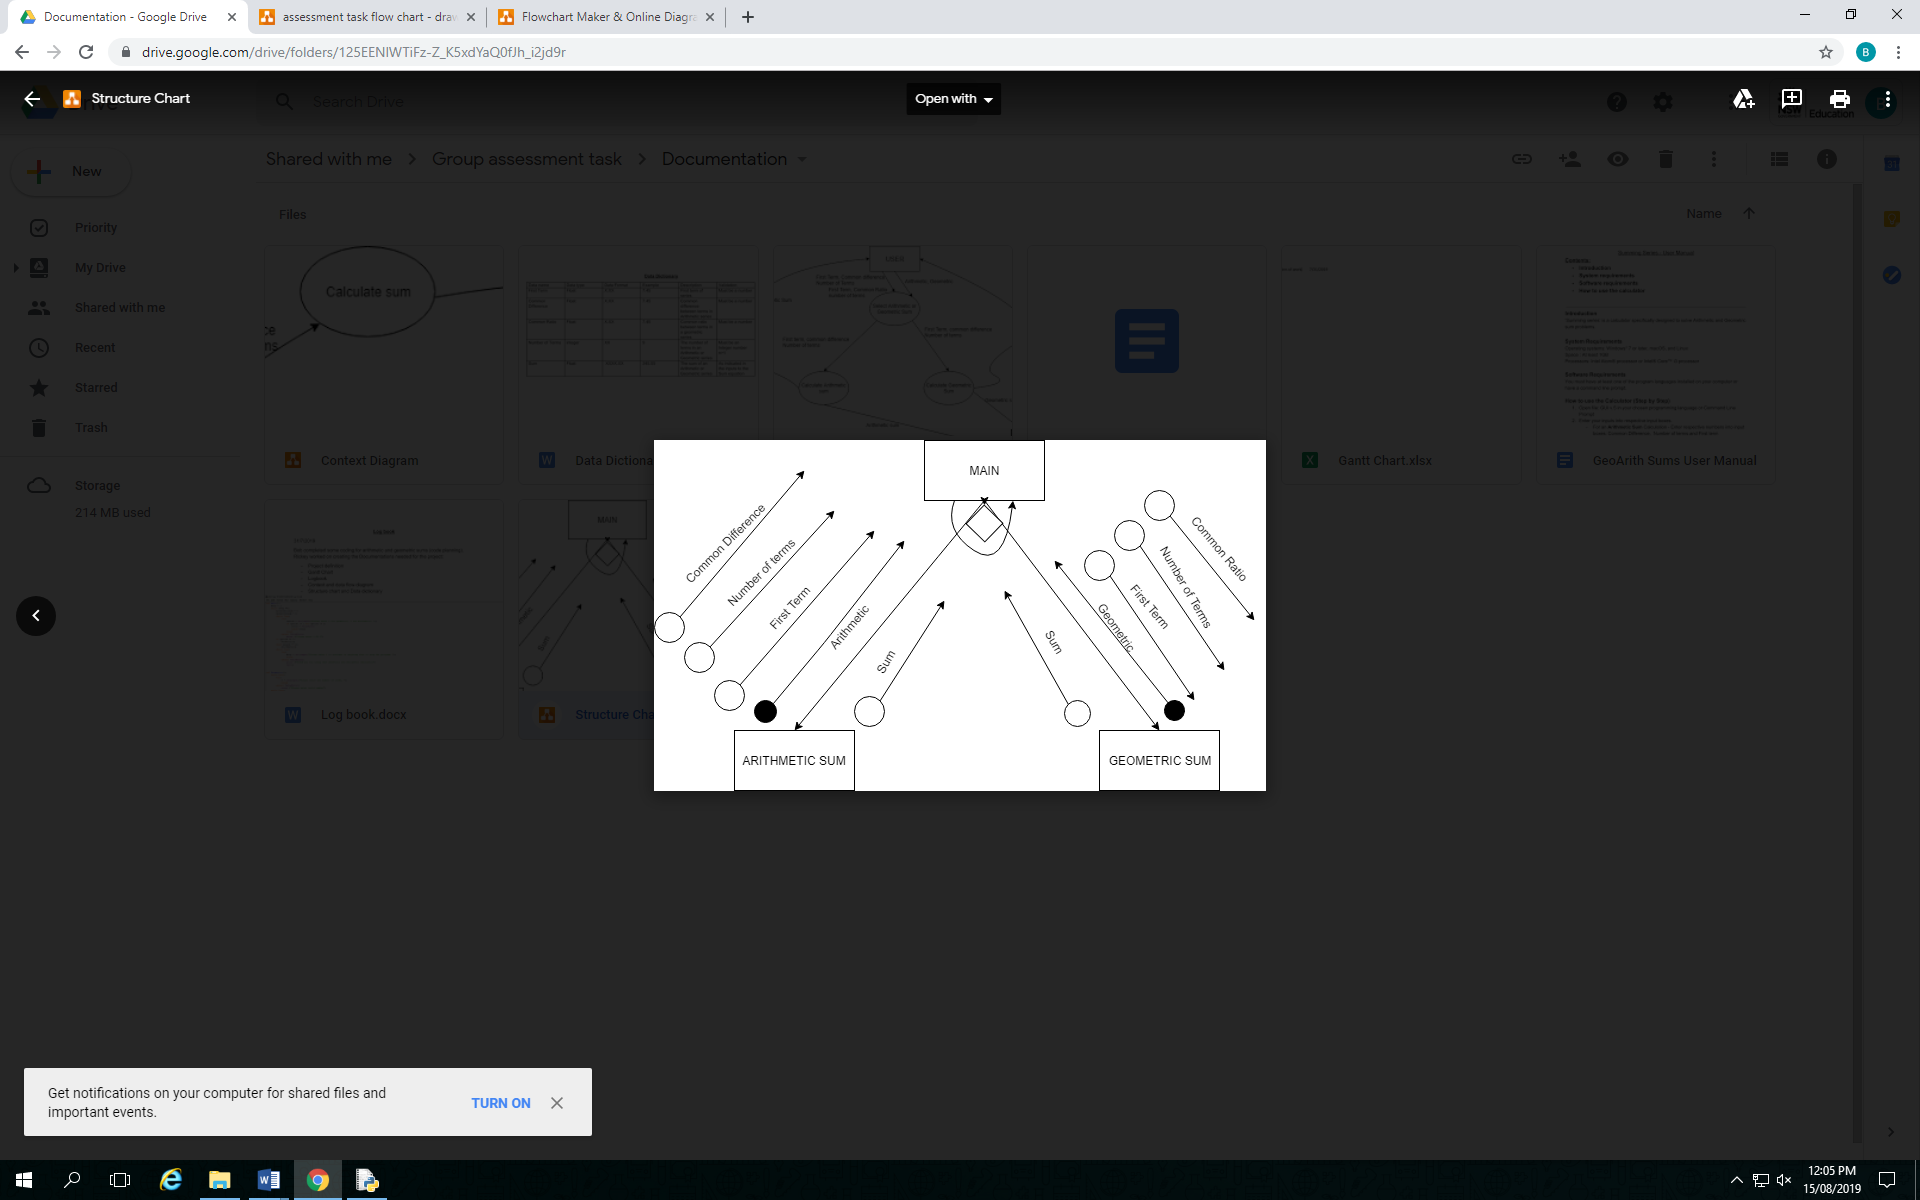 Documentation - Google Drive
assessment task flow chart - draw
Flowchart Maker & Online Diagra
drive.google.com/drive/folders/125EENlWTiFz-Z_K5xdYaQ0fJh_i2jd9r
B
Structure Chart
Search Drive
Open with
Education
Shared with me
Group assessment task
Documentation
New
Files
Name
Priority
My Drive
Shared with me
Recent
Starred
Trash
Storage
214 MB used
Calculate sum
Context Diagram
Data Dictiona
Gantt Chart.xlsx
GeoArith Sums User Manual
Log book.docx
Structure Cha
MAIN
Common Difference
Number of terms
First Term
Arithmetic
Sum
Sum
Geometric
First Term
Number of Terms
Common Ratio
ARITHMETIC SUM
GEOMETRIC SUM
Get notifications on your computer for shared files and
important events.
TURN ON
12:05 PM
15/08/2019